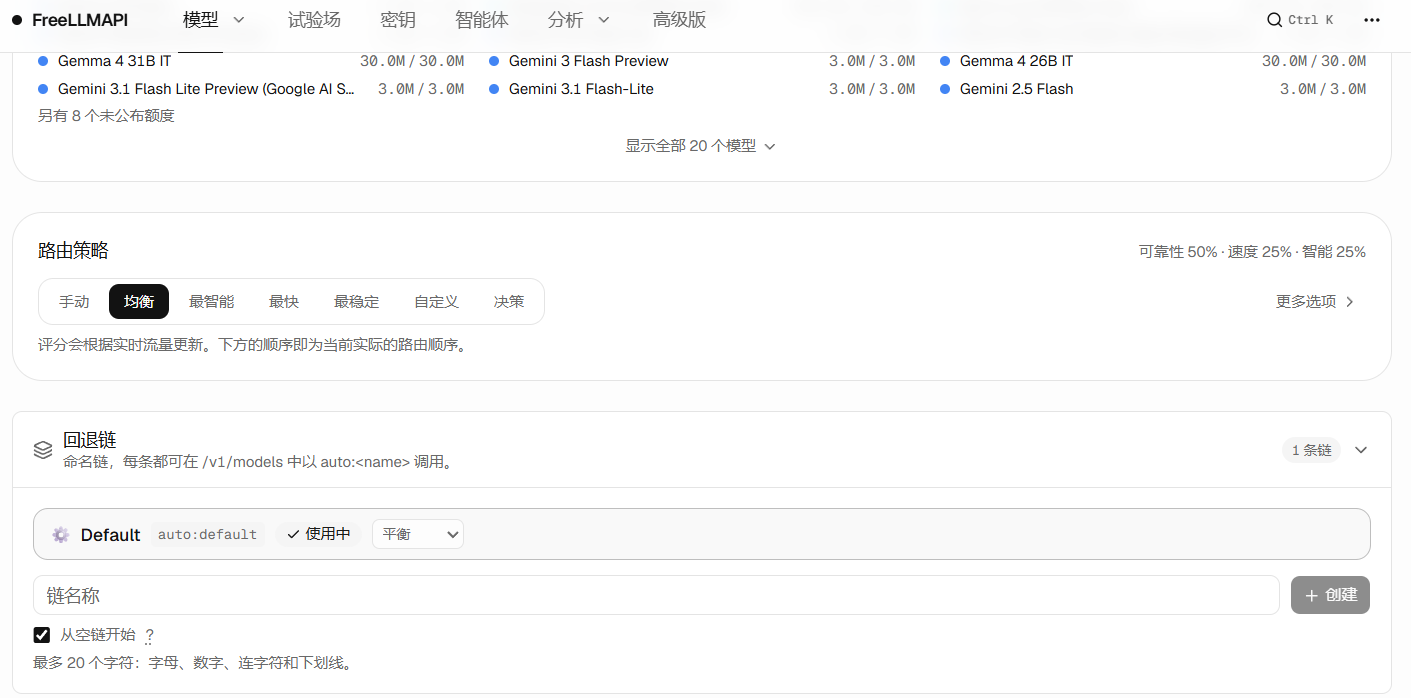 FreeLLMAPI 模型 试验场 密钥 智能体 分析 高级版 Ctrl K
Gemma 4 31B IT 30.0M / 30.0M Gemini 3 Flash Preview 3.0M / 3.0M Gemma 4 26B IT 30.0M / 30.0M
Gemini 3.1 Flash Lite Preview (Google AI S... 3.0M / 3.0M Gemini 3.1 Flash-Lite 3.0M / 3.0M Gemini 2.5 Flash 3.0M / 3.0M
另有 8 个未公布额度
显示全部 20 个模型
路由策略 可靠性 50% · 速度 25% · 智能 25%
手动 均衡 最智能 最快 最稳定 自定义 决策 更多选项
评分会根据实时流量更新。下方的顺序即为当前实际的路由顺序。
回退链
命名链，每条都可在 /v1/models 中以 auto:<name> 调用。 1 条链
Default auto:default 使用中 平衡
链名称 + 创建
从空链开始 ?
最多 20 个字符：字母、数字、连字符和下划线。